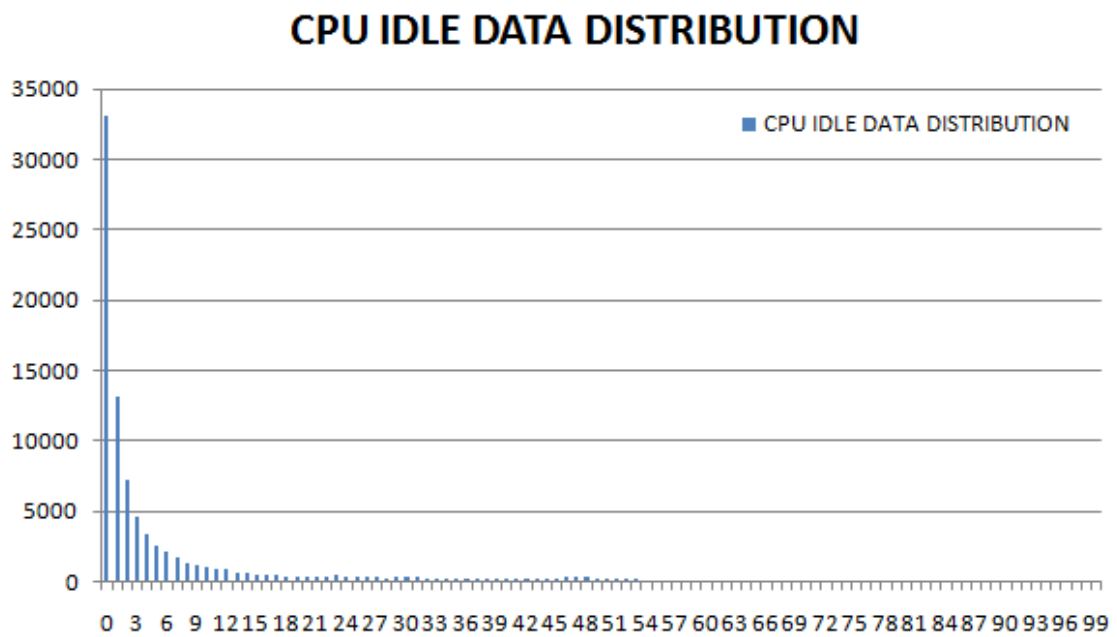 CPU IDLE DATA DISTRIBUTION
35000
CPU IDLE DATA DISTRIBUTION
30000
25000
20000
15000
10000
5000
0
0 3 6 9 12 15 18 21 24 27 30 33 36 39 42 45 48 51 54 57 60 63 66 69 72 75 78 81 84 87 90 93 96 99